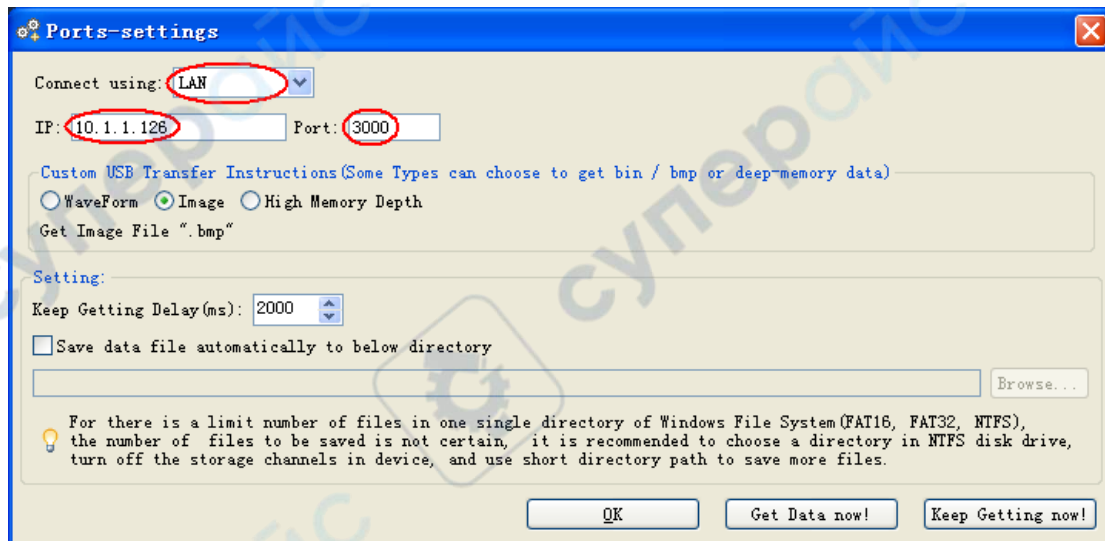 Ports-settings
Connect using: LAN
IP: 10.1.1.126 Port: 3000
Custom USB Transfer Instructions(Some Types can choose to get bin / bmp or deep-memory data)
WaveForm Image High Memory Depth
Get Image File ".bmp"
Setting:
Keep Getting Delay(ms): 2000
Save data file automatically to below directory
Browse...
For there is a limit number of files in one single directory of Windows File System(FAT16, FAT32, NTFS),
the number of files to be saved is not certain, it is recommended to choose a directory in NTFS disk drive,
turn off the storage channels in device, and use short directory path to save more files.
OK Get Data now! Keep Getting now!
суперайс